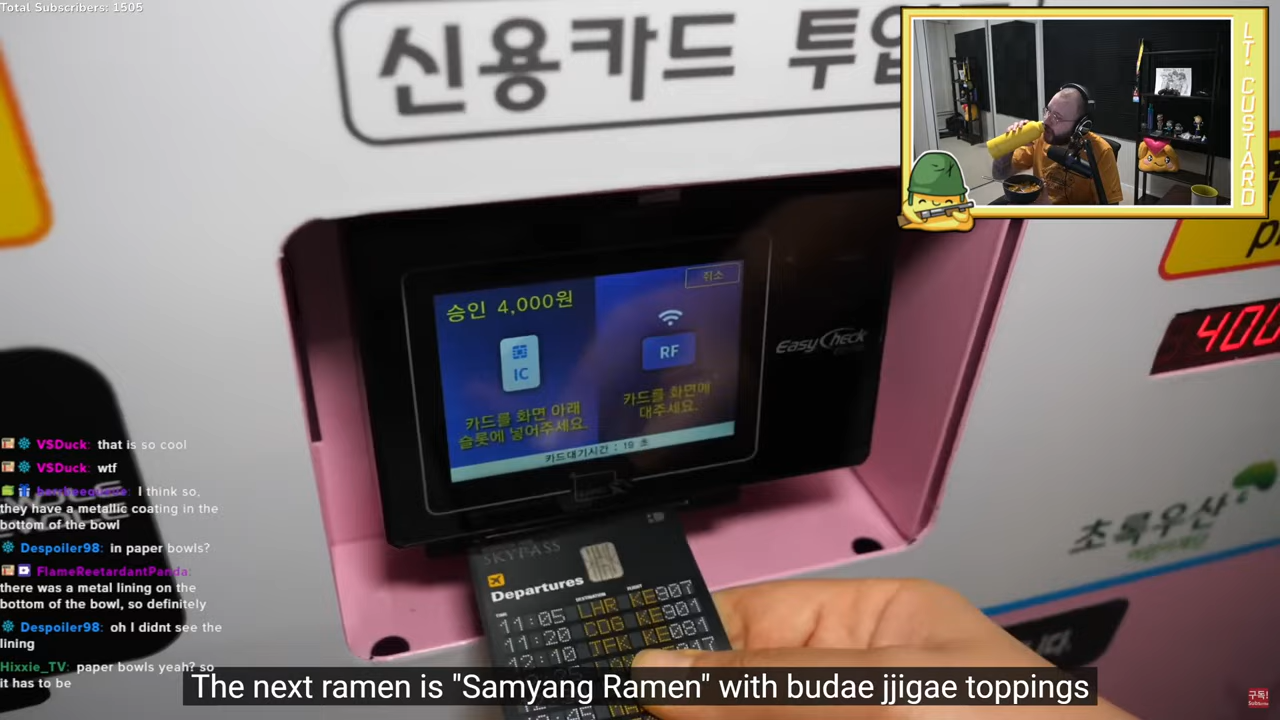 Total Subscribers: 1505
신용카드 투입
LT. CUSTARD
승인 4,000원
취소
IC
RF
카드를 화면 아래
슬롯에 넣어주세요.
카드를 화면에
대주세요.
카드대기시간 : 19 초
EasyCheck
400
초록우산
SKYPASS
Departures
TIME DESTINATION FLIGHT
11:05 LHR KE907
11:20 CDG KE901
12:10 JFK KE081
VSDuck: that is so cool
VSDuck: wtf
I think so,
they have a metallic coating in the
bottom of the bowl
Despoiler98: in paper bowls?
FlameReetardantPanda:
there was a metal lining on the
bottom of the bowl, so definitely
Despoiler98: oh I didnt see the
lining
Hixxie_TV: paper bowls yeah? so
it has to be
The next ramen is "Samyang Ramen" with budae jjigae toppings
구독!